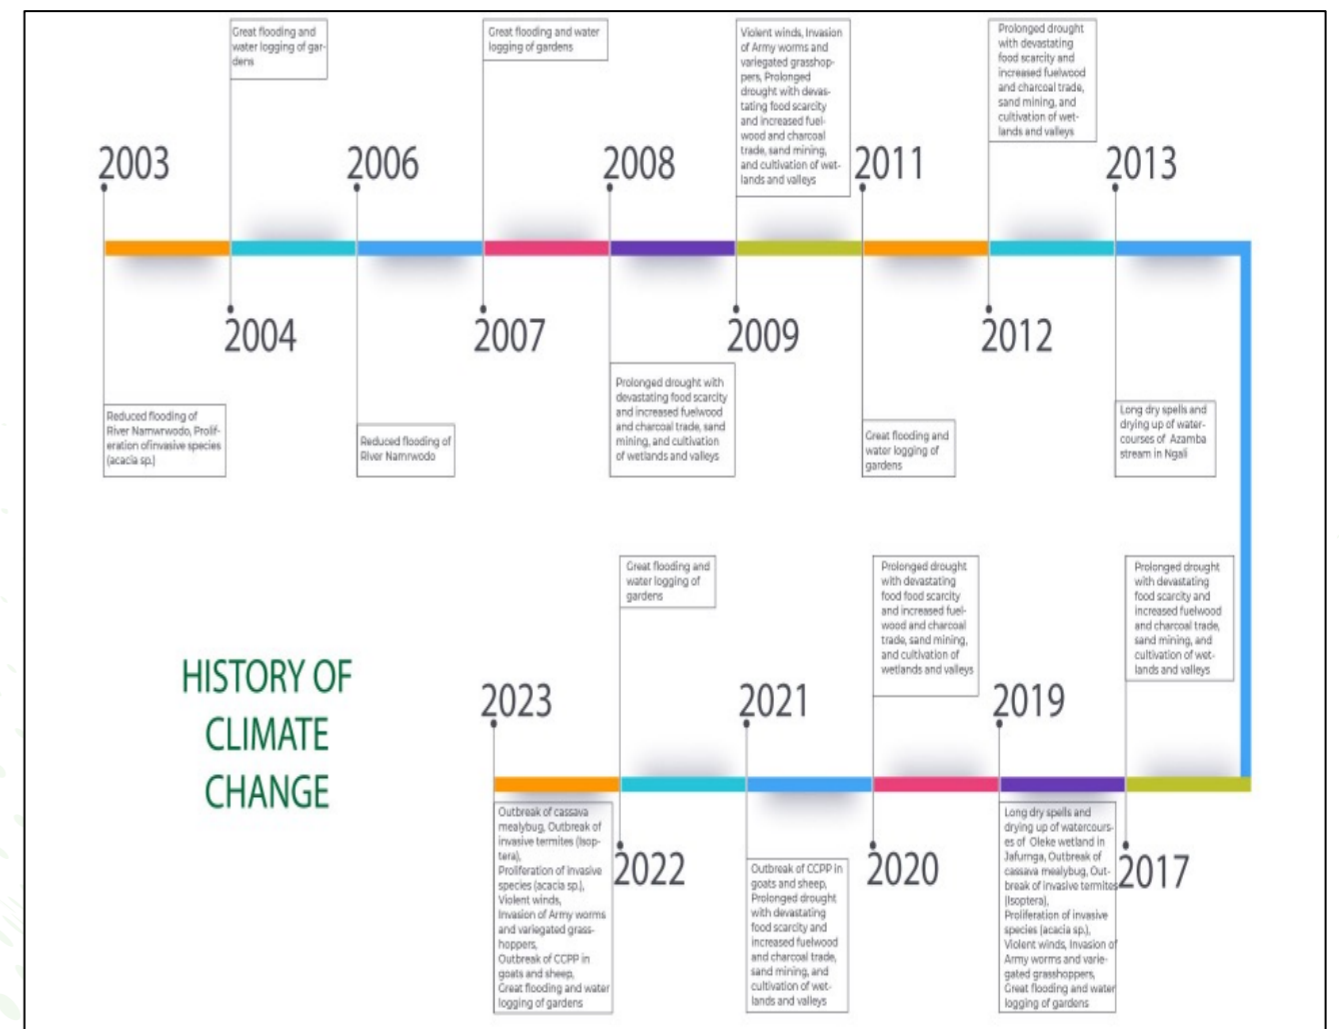 2003
Reduced flooding of
River Namwrwodo, Prolif-
eration ofinvasive species
(acacia sp.)
Great flooding and
water logging of gar-
dens
2004
2006
Reduced flooding of
River Namrwodo
Great flooding and water
logging of gardens
2007
2008
Prolonged drought with
devastating food scarcity
and increased fuelwood
and charcoal trade, sand
mining, and cultivation
of wetlands and valleys
Violent winds, Invasion
of Army worms and
variegated grasshop-
pers, Prolonged
drought with devas-
tating food scarcity
and increased fuel-
wood and charcoal
trade, sand mining,
and cultivation of wet-
lands and valleys
2009
2011
Great flooding and
water logging of
gardens
Prolonged drought
with devastating
food scarcity and
increased fuelwood
and charcoal trade,
sand mining, and
cultivation of wet-
lands and valleys
2012
2013
Long dry spells and
drying up of water-
courses of Azamba
stream in Ngali
Prolonged drought
with devastating
food scarcity and
increased fuelwood
and charcoal trade,
sand mining, and
cultivation of wet-
lands and valleys
2017
2019
Long dry spells and
drying up of watercours-
es of Oleke wetland in
Jafurnga, Outbreak of
cassava mealybug, Out-
break of invasive termites
(Isoptera),
Proliferation of invasive
species (acacia sp.),
Violent winds, Invasion of
Army worms and varie-
gated grasshoppers,
Great flooding and water
logging of gardens
Prolonged drought
with devastating
food food scarcity
and increased fuel-
wood and charcoal
trade, sand mining,
and cultivation of
wetlands and valleys
2020
2021
Outbreak of CCPP in
goats and sheep,
Prolonged drought
with devastating
food scarcity and
increased fuelwood
and charcoal trade,
sand mining, and
cultivation of wet-
lands and valleys
Great flooding and
water logging of
gardens
2022
2023
Outbreak of cassava
mealybug, Outbreak of
invasive termites (Isop-
tera),
Proliferation of invasive
species (acacia sp.),
Violent winds,
Invasion of Army worms
and variegated grass-
hoppers,
Outbreak of CCPP in
goats and sheep,
Great flooding and water
logging of gardens
HISTORY OF
CLIMATE
CHANGE